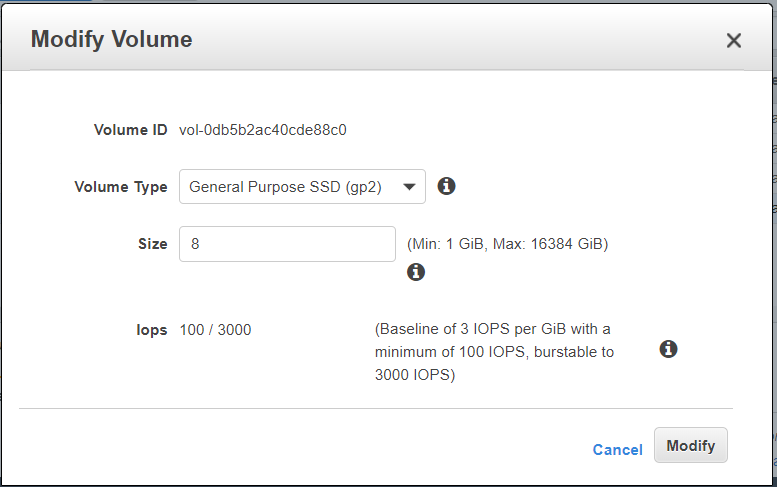 Modify Volume
Volume ID vol-0db5b2ac40cde88c0
Volume Type General Purpose SSD (gp2)
Size 8 (Min: 1 GiB, Max: 16384 GiB)
Iops 100 / 3000 (Baseline of 3 IOPS per GiB with a
minimum of 100 IOPS, burstable to
3000 IOPS)
Cancel Modify